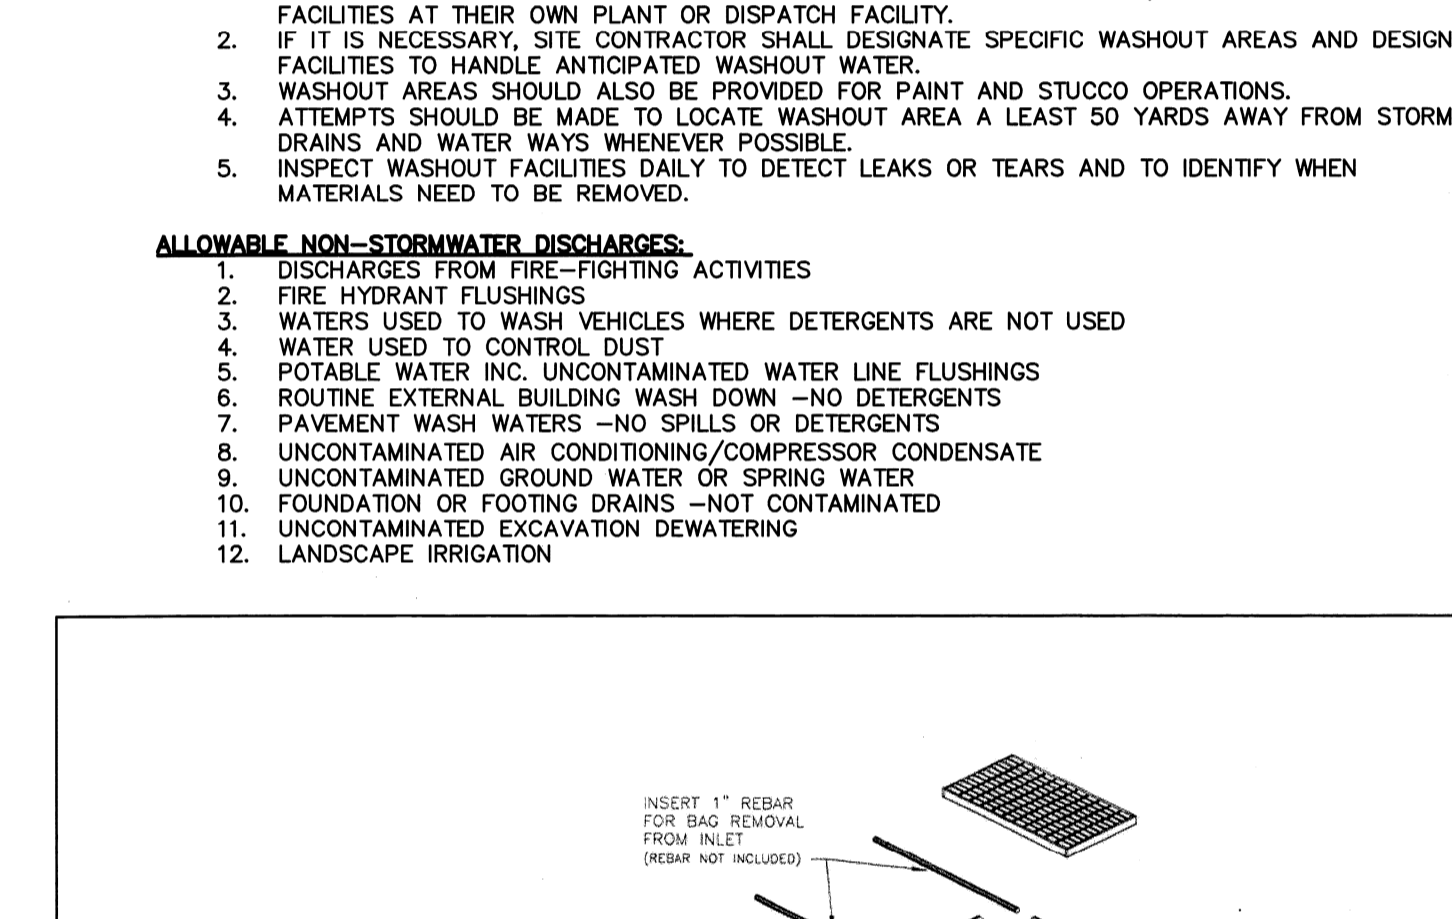 FACILITIES AT THEIR OWN PLANT OR DISPATCH FACILITY.
2. IF IT IS NECESSARY, SITE CONTRACTOR SHALL DESIGNATE SPECIFIC WASHOUT AREAS AND DESIGN
FACILITIES TO HANDLE ANTICIPATED WASHOUT WATER.
3. WASHOUT AREAS SHOULD ALSO BE PROVIDED FOR PAINT AND STUCCO OPERATIONS.
4. ATTEMPTS SHOULD BE MADE TO LOCATE WASHOUT AREA A LEAST 50 YARDS AWAY FROM STORM
DRAINS AND WATER WAYS WHENEVER POSSIBLE.
5. INSPECT WASHOUT FACILITIES DAILY TO DETECT LEAKS OR TEARS AND TO IDENTIFY WHEN
MATERIALS NEED TO BE REMOVED.
ALLOWABLE NON–STORMWATER DISCHARGES:
1. DISCHARGES FROM FIRE–FIGHTING ACTIVITIES
2. FIRE HYDRANT FLUSHINGS
3. WATERS USED TO WASH VEHICLES WHERE DETERGENTS ARE NOT USED
4. WATER USED TO CONTROL DUST
5. POTABLE WATER INC. UNCONTAMINATED WATER LINE FLUSHINGS
6. ROUTINE EXTERNAL BUILDING WASH DOWN –NO DETERGENTS
7. PAVEMENT WASH WATERS –NO SPILLS OR DETERGENTS
8. UNCONTAMINATED AIR CONDITIONING/COMPRESSOR CONDENSATE
9. UNCONTAMINATED GROUND WATER OR SPRING WATER
10. FOUNDATION OR FOOTING DRAINS –NOT CONTAMINATED
11. UNCONTAMINATED EXCAVATION DEWATERING
12. LANDSCAPE IRRIGATION
INSERT 1" REBAR
FOR BAG REMOVAL
FROM INLET
(REBAR NOT INCLUDED)